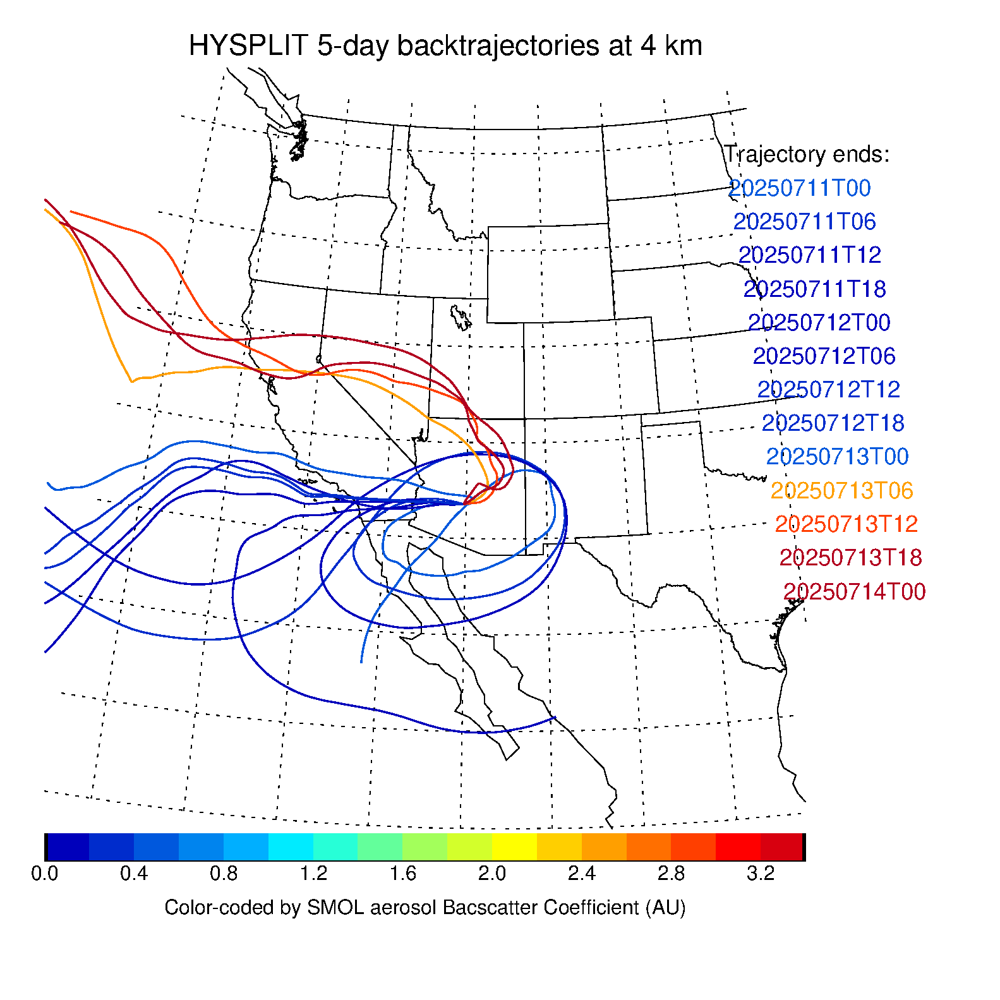 HYSPLIT 5-day backtrajectories at 4 km
Trajectory ends:
20250711T00
20250711T06
20250711T12
20250711T18
20250712T00
20250712T06
20250712T12
20250712T18
20250713T00
20250713T06
20250713T12
20250713T18
20250714T00
0.0 0.4 0.8 1.2 1.6 2.0 2.4 2.8 3.2
Color-coded by SMOL aerosol Bacscatter Coefficient (AU)